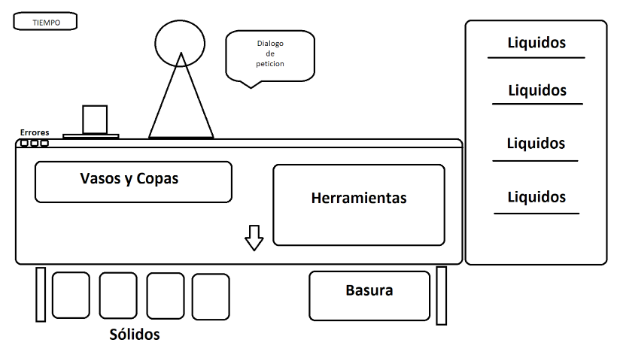 TIEMPO
Dialogo
de
peticion
Liquidos
Liquidos
Liquidos
Liquidos
Errores
Vasos y Copas
Herramientas
Basura
Sólidos